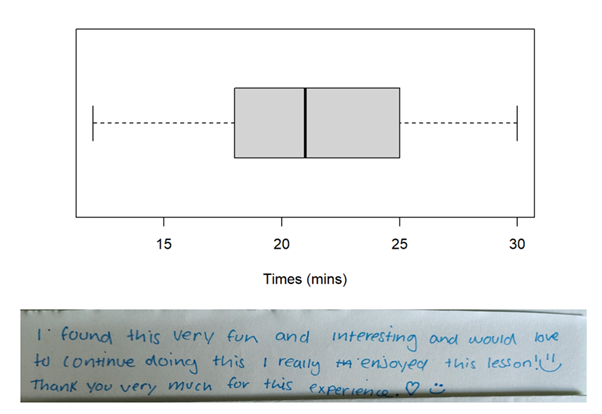 15 20 25 30
Times (mins)
I found this very fun and interesting and would love
to continue doing this I really enjoyed this lesson!
Thank you very much for this experience. ♡